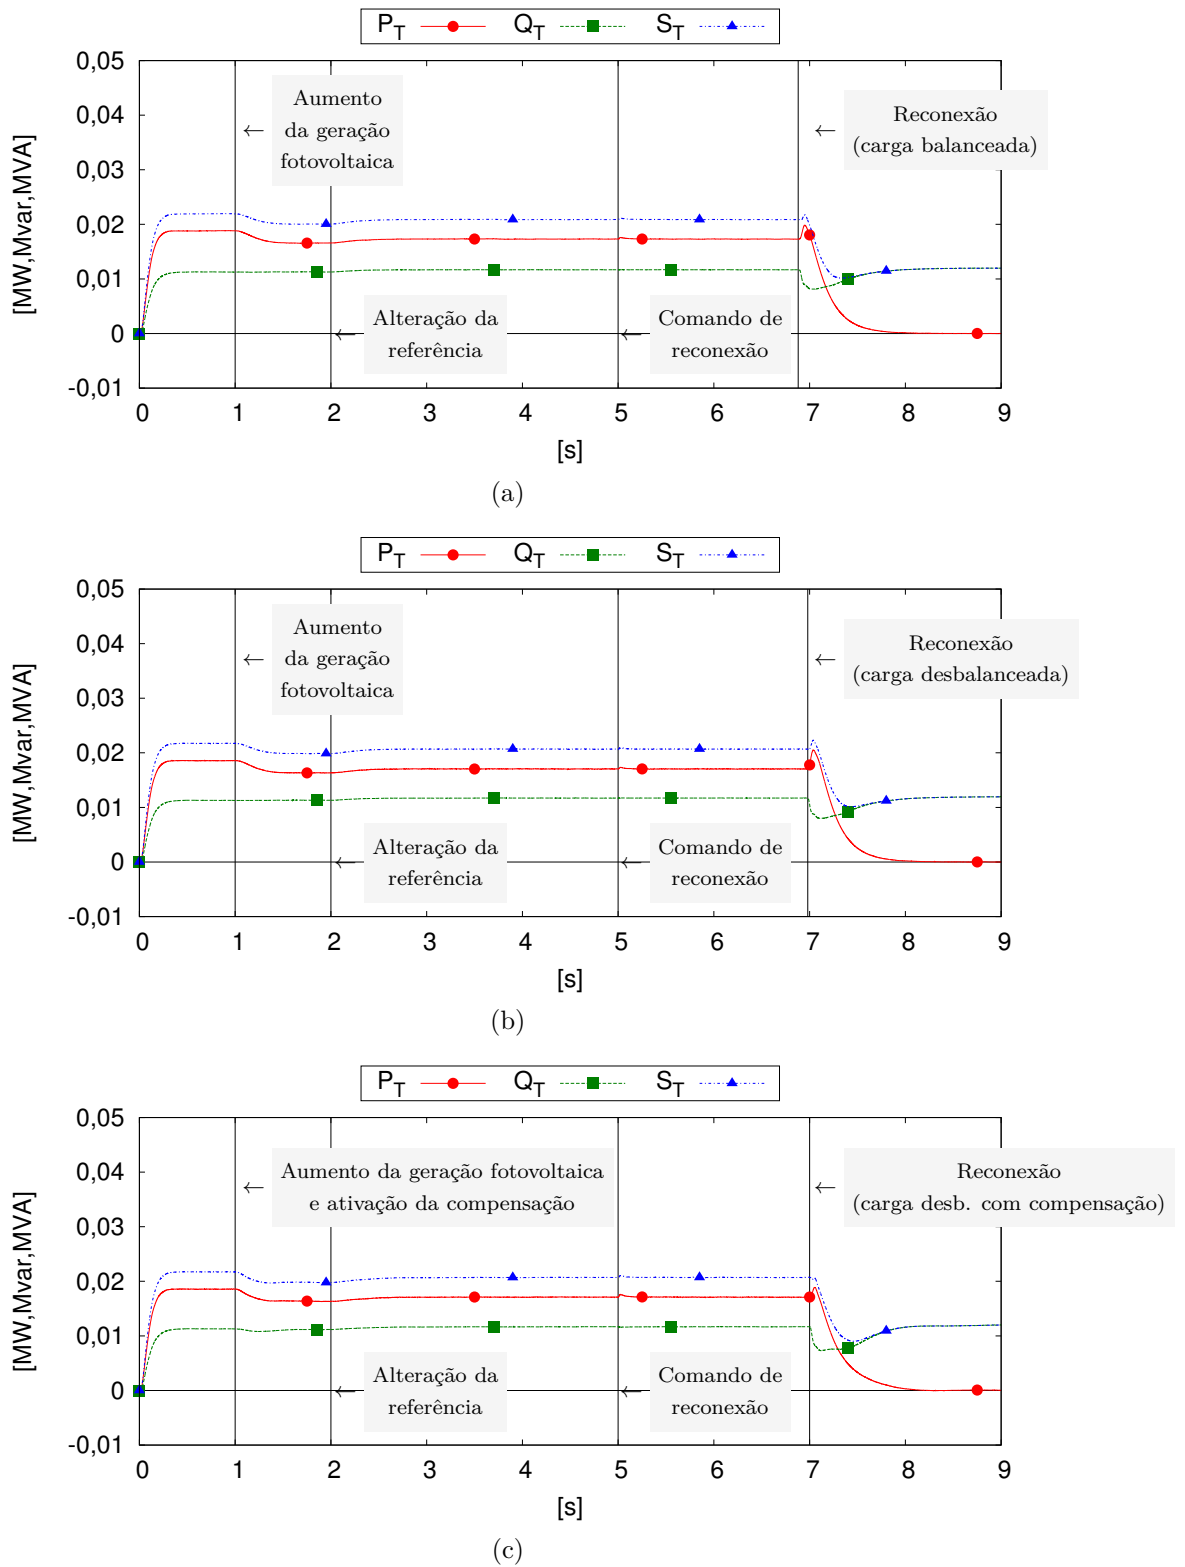 P_T Q_T S_T
0,05
0,04
0,03
0,02
0,01
0
-0,01
[MW,Mvar,MVA]
Aumento
da geração
fotovoltaica
←
Reconexão
(carga balanceada)
←
Alteração da
referência
←
Comando de
reconexão
←
0 1 2 3 4 5 6 7 8 9
[s]
(a)
P_T Q_T S_T
0,05
0,04
0,03
0,02
0,01
0
-0,01
[MW,Mvar,MVA]
Aumento
da geração
fotovoltaica
←
Reconexão
(carga desbalanceada)
←
Alteração da
referência
←
Comando de
reconexão
←
0 1 2 3 4 5 6 7 8 9
[s]
(b)
P_T Q_T S_T
0,05
0,04
0,03
0,02
0,01
0
-0,01
[MW,Mvar,MVA]
Aumento da geração fotovoltaica
e ativação da compensação
←
Reconexão
(carga desb. com compensação)
←
Alteração da
referência
←
Comando de
reconexão
←
0 1 2 3 4 5 6 7 8 9
[s]
(c)